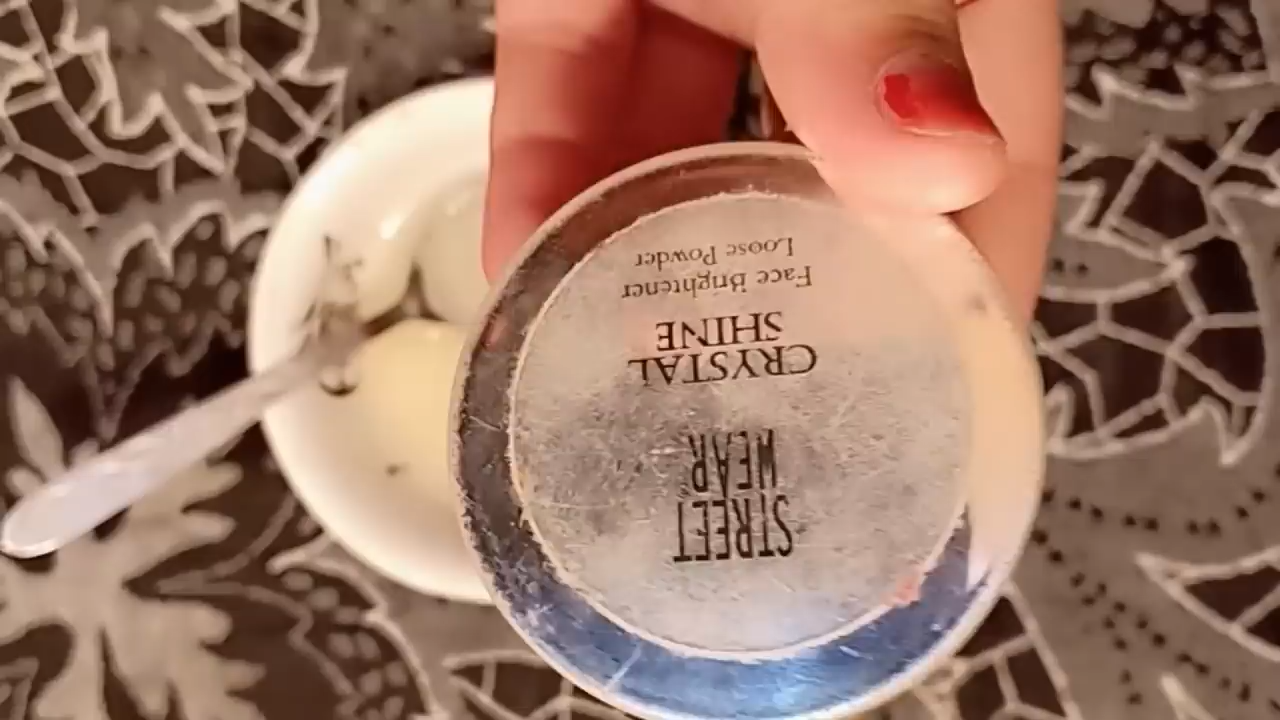 STREET
WEAR
CRYSTAL
SHINE
Face Brightener
Loose Powder